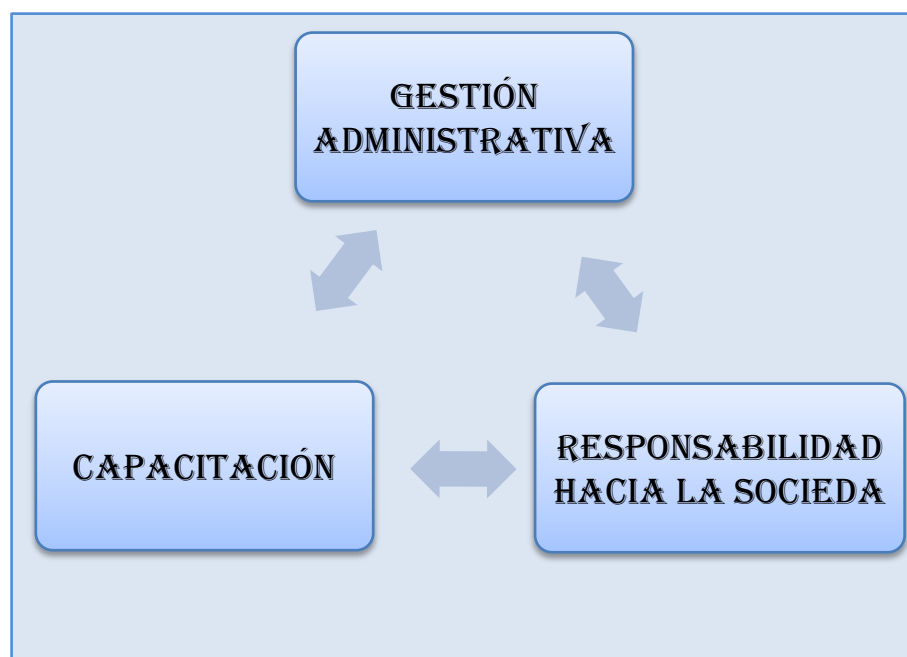 GESTIÓN
ADMINISTRATIVA
CAPACITACIÓN
RESPONSABILIDAD
HACIA LA SOCIEDA